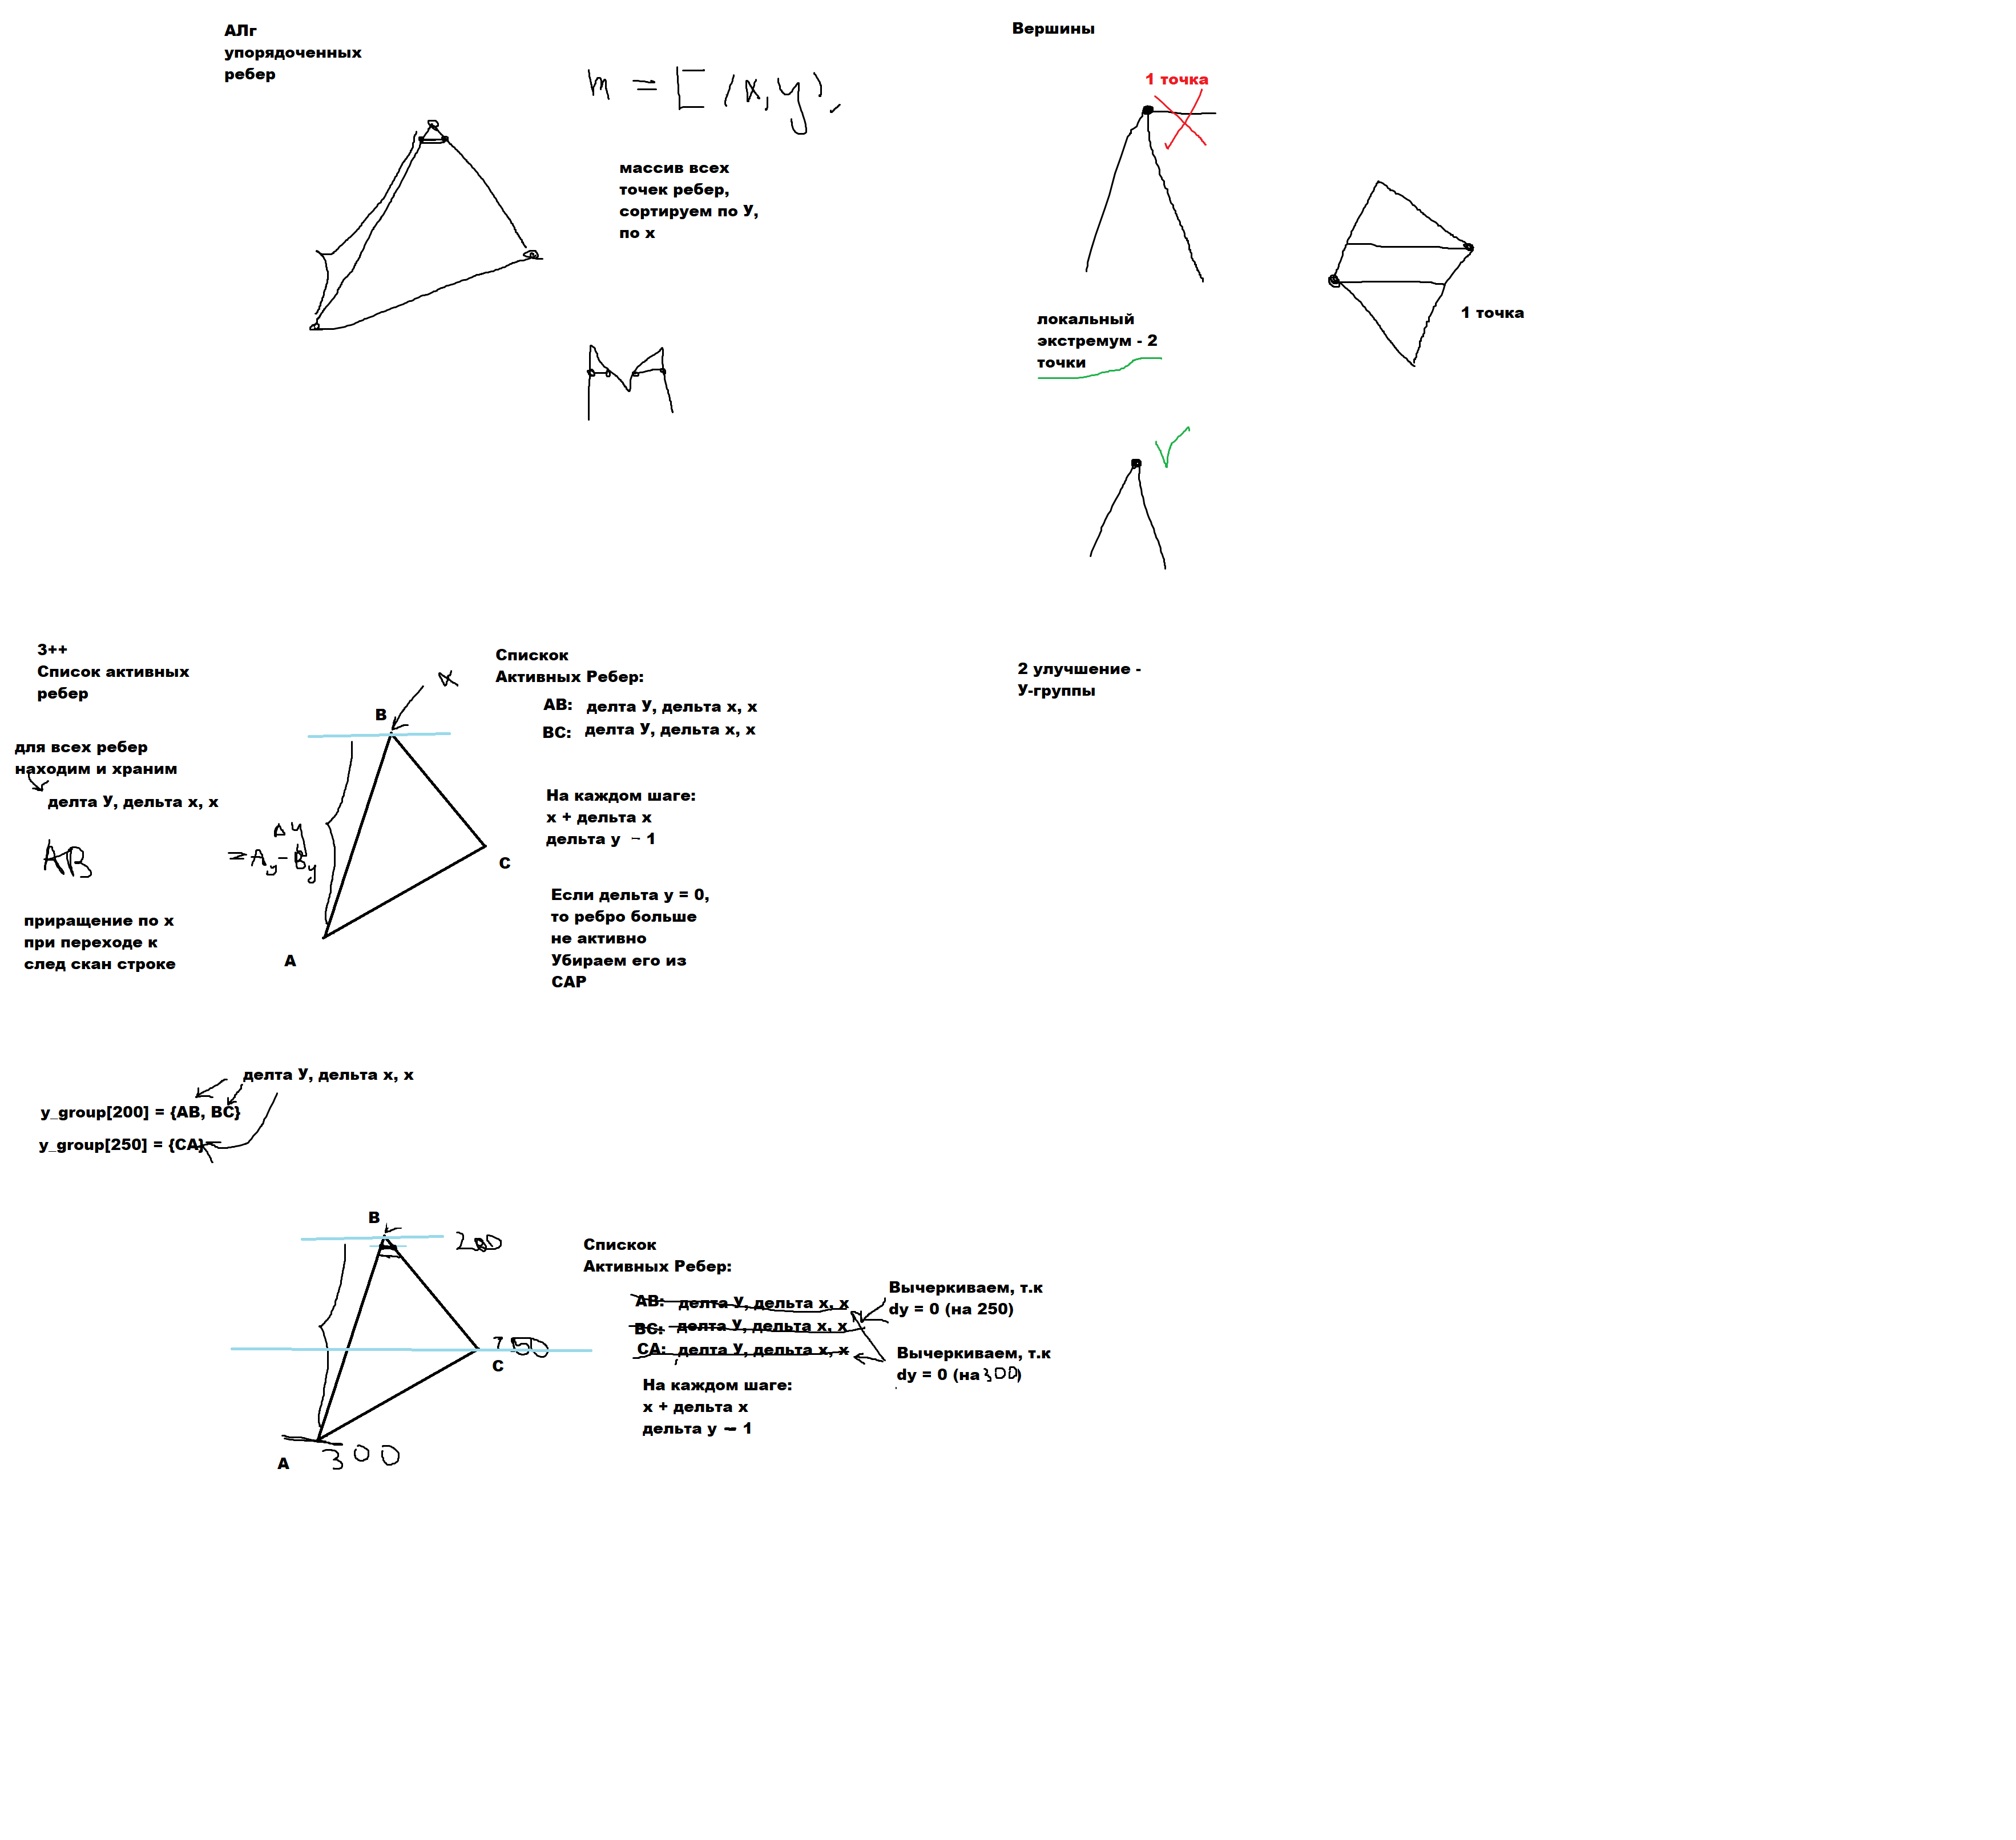 АЛг
упорядоченных
ребер
m = [(x,y),
массив всех
точек ребер,
сортируем по У,
по х
Вершины
1 точка
локальный
экстремум - 2
точки
1 точка
3++
Список активных
ребер
для всех ребер
находим и храним
делта У, дельта х, х
AB
Δy
=Ay-By
приращение по х
при переходе к
след скан строке
x
B
C
A
Спискок
Активных Ребер:
AB: делта У, дельта х, х
BC: делта У, дельта х, х
На каждом шаге:
х + дельта х
дельта у - 1
Если дельта у = 0,
то ребро больше
не активно
Убираем его из
САР
2 улучшение -
У-группы
делта У, дельта х, х
y_group[200] = {AB, BC}
y_group[250] = {CA}
B
200
250
C
A
300
Спискок
Активных Ребер:
AB: делта У, дельта х, х
BC: делта У, дельта х, х
CA: делта У, дельта х, х
На каждом шаге:
х + дельта х
дельта у - 1
Вычеркиваем, т.к
dy = 0 (на 250)
Вычеркиваем, т.к
dy = 0 (на 300)